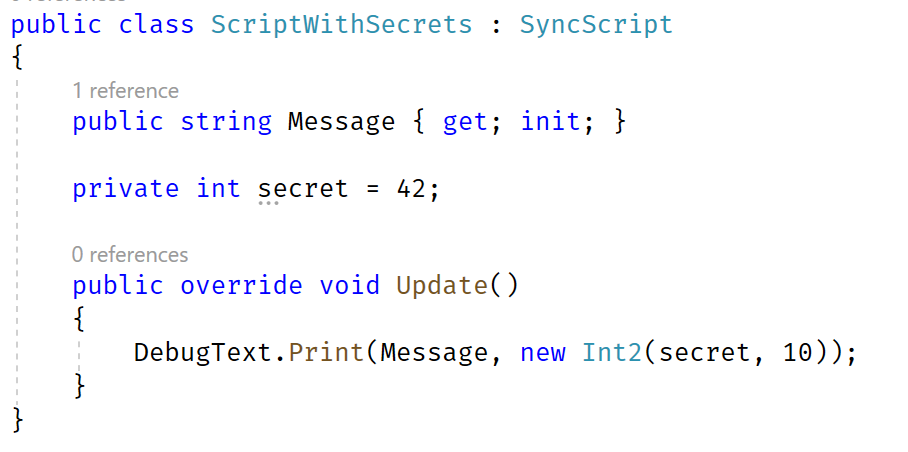 public class ScriptWithSecrets : SyncScript
{
1 reference
public string Message { get; init; }
private int secret = 42;
0 references
public override void Update()
{
DebugText.Print(Message, new Int2(secret, 10));
}
}